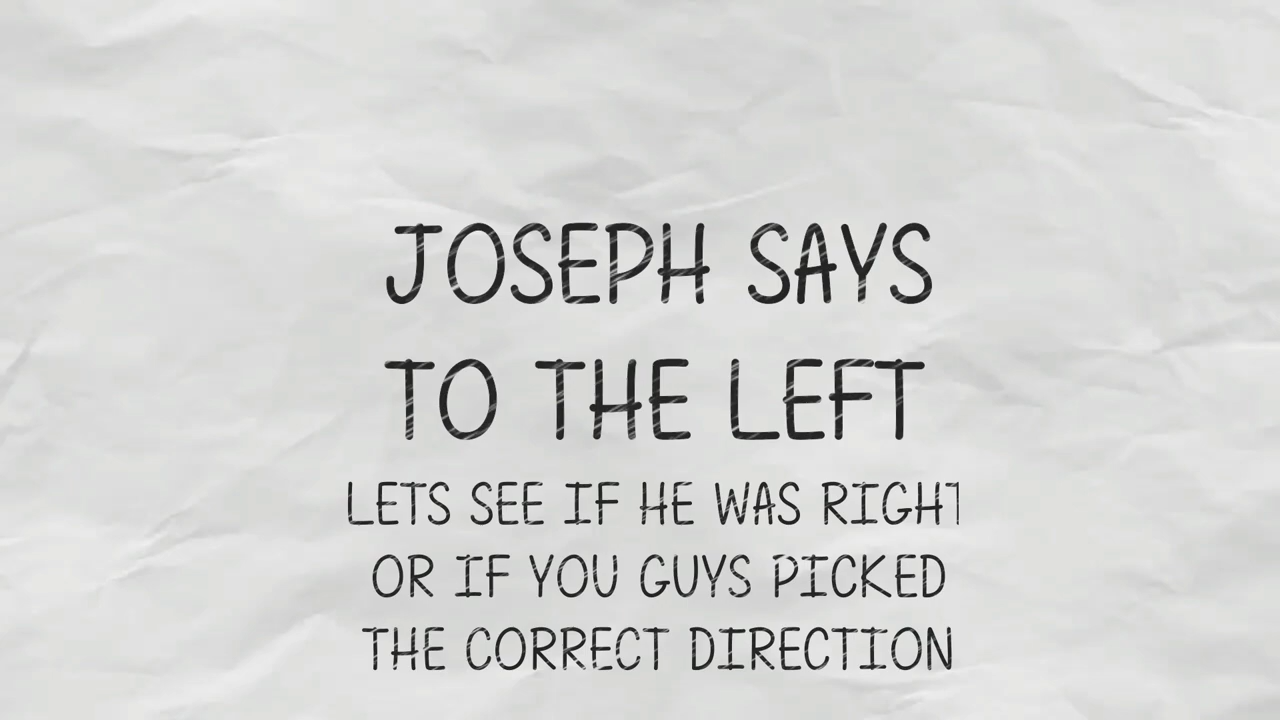 JOSEPH SAYS
TO THE LEFT
LETS SEE IF HE WAS RIGHT
OR IF YOU GUYS PICKED
THE CORRECT DIRECTION